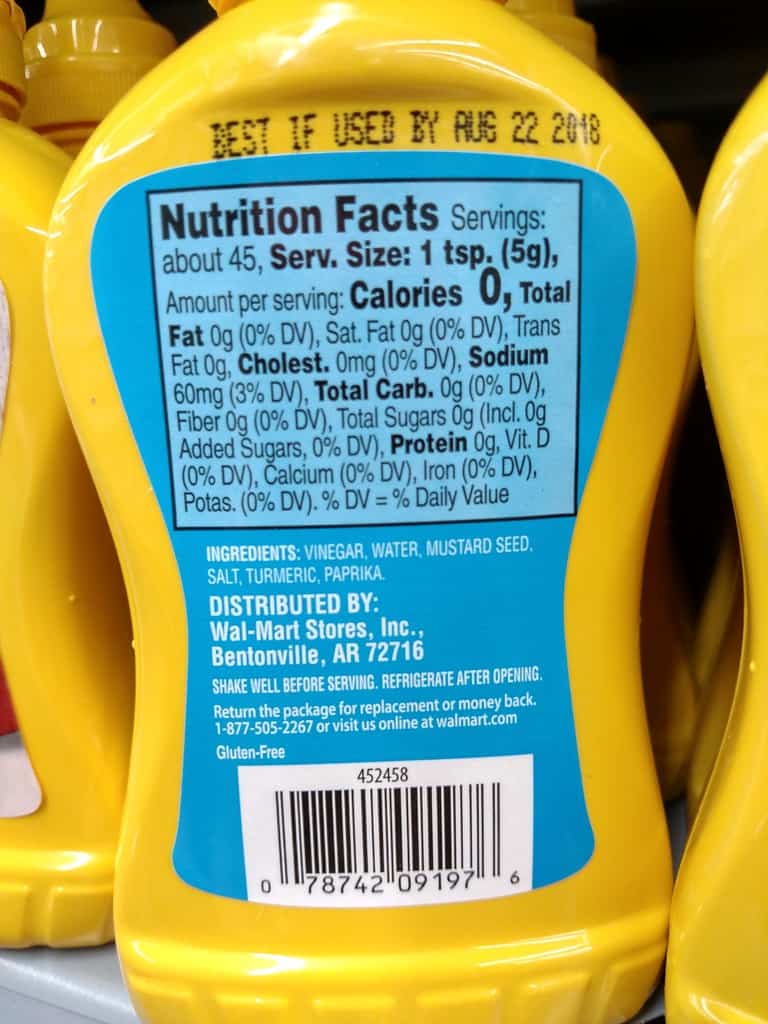 BEST IF USED BY AUG 22 2018
Nutrition Facts Servings:
about 45, Serv. Size: 1 tsp. (5g),
Amount per serving: Calories 0, Total
Fat 0g (0% DV), Sat. Fat 0g (0% DV), Trans
Fat 0g, Cholest. 0mg (0% DV), Sodium
60mg (3% DV), Total Carb. 0g (0% DV),
Fiber 0g (0% DV), Total Sugars 0g (Incl. 0g
Added Sugars, 0% DV), Protein 0g, Vit. D
(0% DV), Calcium (0% DV), Iron (0% DV),
Potas. (0% DV). % DV = % Daily Value
INGREDIENTS: VINEGAR, WATER, MUSTARD SEED,
SALT, TURMERIC, PAPRIKA.
DISTRIBUTED BY:
Wal-Mart Stores, Inc.,
Bentonville, AR 72716
SHAKE WELL BEFORE SERVING. REFRIGERATE AFTER OPENING.
Return the package for replacement or money back.
1-877-505-2267 or visit us online at walmart.com
Gluten-Free
452458
0 78742 09197 6